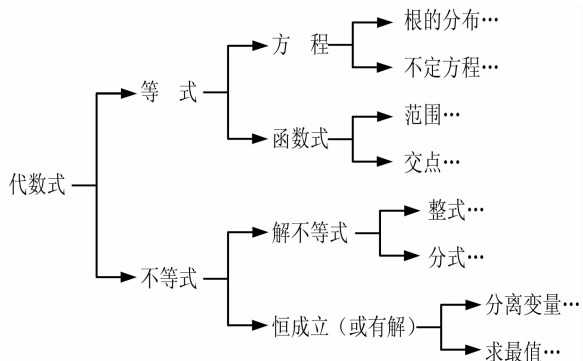 代数式
等 式
方 程
根的分布…
不定方程…
函数式
范围…
交点…
不等式
解不等式
整式…
分式…
恒成立（或有解）
分离变量…
求最值…